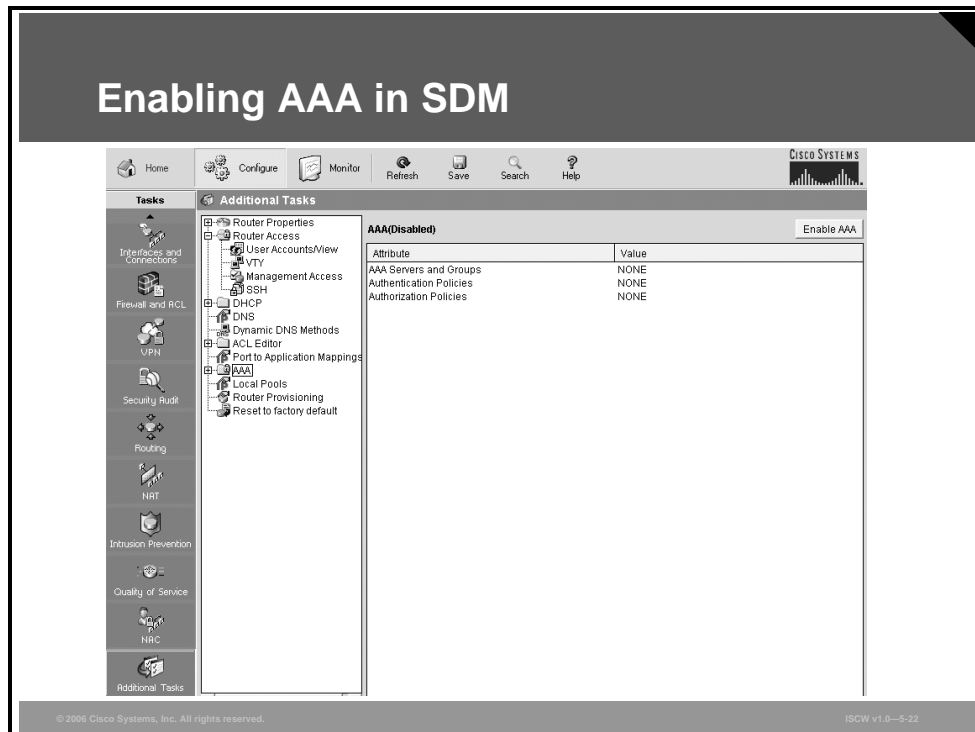 Enabling AAA in SDM
Home
Configure
Monitor
Refresh
Save
Search
Help
CISCO SYSTEMS
Tasks
Additional Tasks
Interfaces and
Connections
Firewall and ACL
VPN
Security Audit
Routing
NAT
Intrusion Prevention
Quality of Service
NAC
Additional Tasks
Router Properties
Router Access
User Accounts/View
VTY
Management Access
SSH
DHCP
DNS
Dynamic DNS Methods
ACL Editor
Port to Application Mappings
AAA
Local Pools
Router Provisioning
Reset to factory default
AAA(Disabled)
Enable AAA
Attribute Value
AAA Servers and Groups NONE
Authentication Policies NONE
Authorization Policies NONE
© 2006 Cisco Systems, Inc. All rights reserved.
ISCW v1.0—5-22